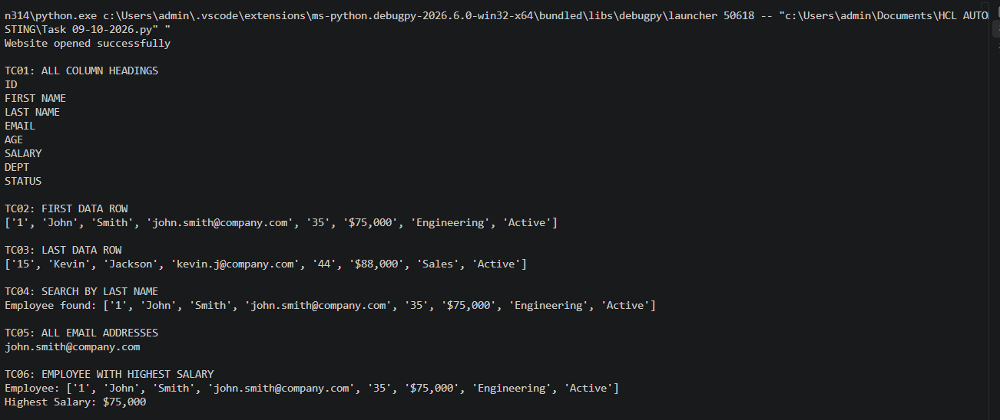 n314\python.exe c:\Users\admin\.vscode\extensions\ms-python.debugpy-2026.6.0-win32-x64\bundled\libs\debugpy\launcher 50618 -- "c:\Users\admin\Documents\HCL AUTO
STING\Task 09-10-2026.py" "
Website opened successfully
TC01: ALL COLUMN HEADINGS
ID
FIRST NAME
LAST NAME
EMAIL
AGE
SALARY
DEPT
STATUS
TC02: FIRST DATA ROW
['1', 'John', 'Smith', 'john.smith@company.com', '35', '$75,000', 'Engineering', 'Active']
TC03: LAST DATA ROW
['15', 'Kevin', 'Jackson', 'kevin.j@company.com', '44', '$88,000', 'Sales', 'Active']
TC04: SEARCH BY LAST NAME
Employee found: ['1', 'John', 'Smith', 'john.smith@company.com', '35', '$75,000', 'Engineering', 'Active']
TC05: ALL EMAIL ADDRESSES
john.smith@company.com
TC06: EMPLOYEE WITH HIGHEST SALARY
Employee: ['1', 'John', 'Smith', 'john.smith@company.com', '35', '$75,000', 'Engineering', 'Active']
Highest Salary: $75,000